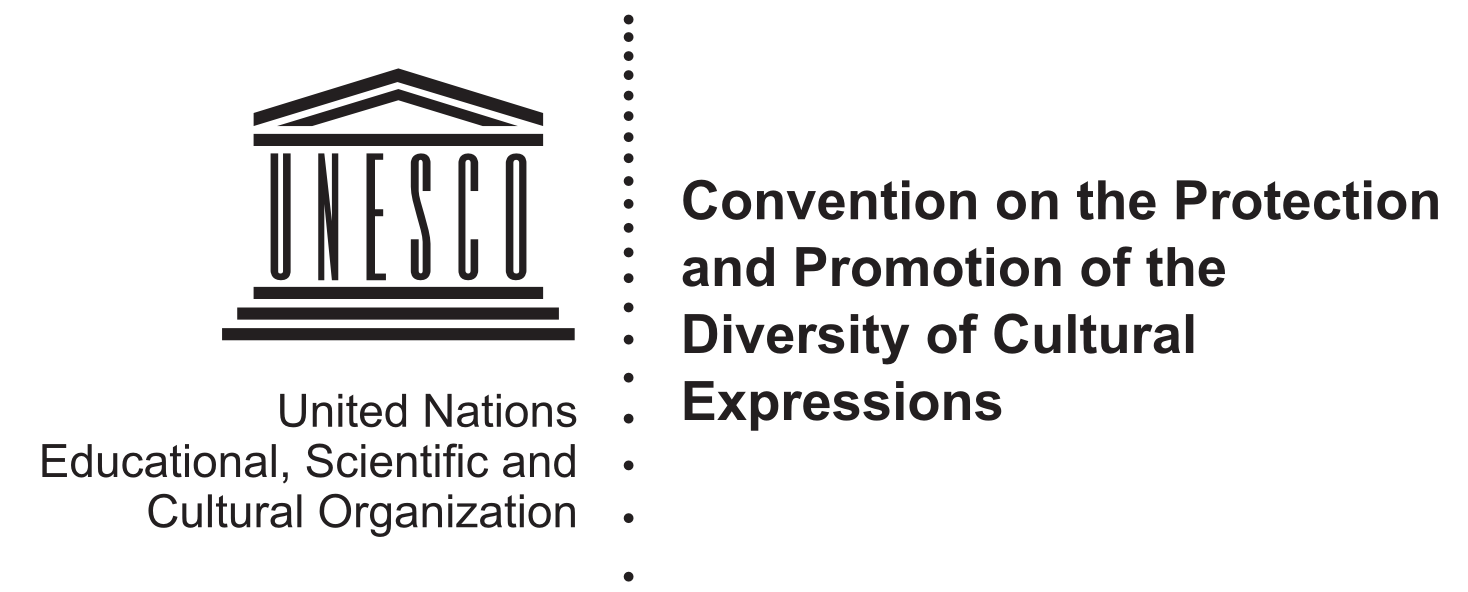 UNESCO
United Nations
Educational, Scientific and
Cultural Organization
Convention on the Protection
and Promotion of the
Diversity of Cultural
Expressions